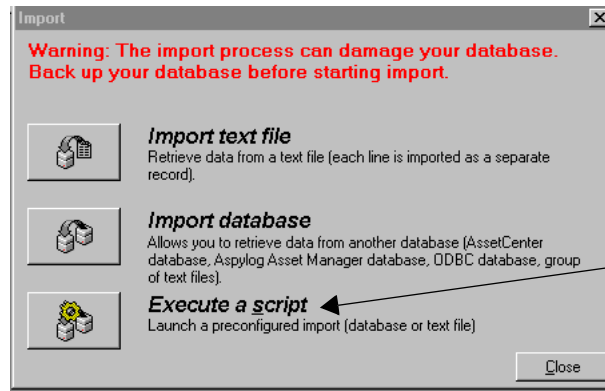 Import
Warning: The import process can damage your database.
Back up your database before starting import.
Import text file
Retrieve data from a text file (each line is imported as a separate
record).
Import database
Allows you to retrieve data from another database (AssetCenter
database, Aspylog Asset Manager database, ODBC database, group
of text files).
Execute a script
Launch a preconfigured import (database or text file)
Close